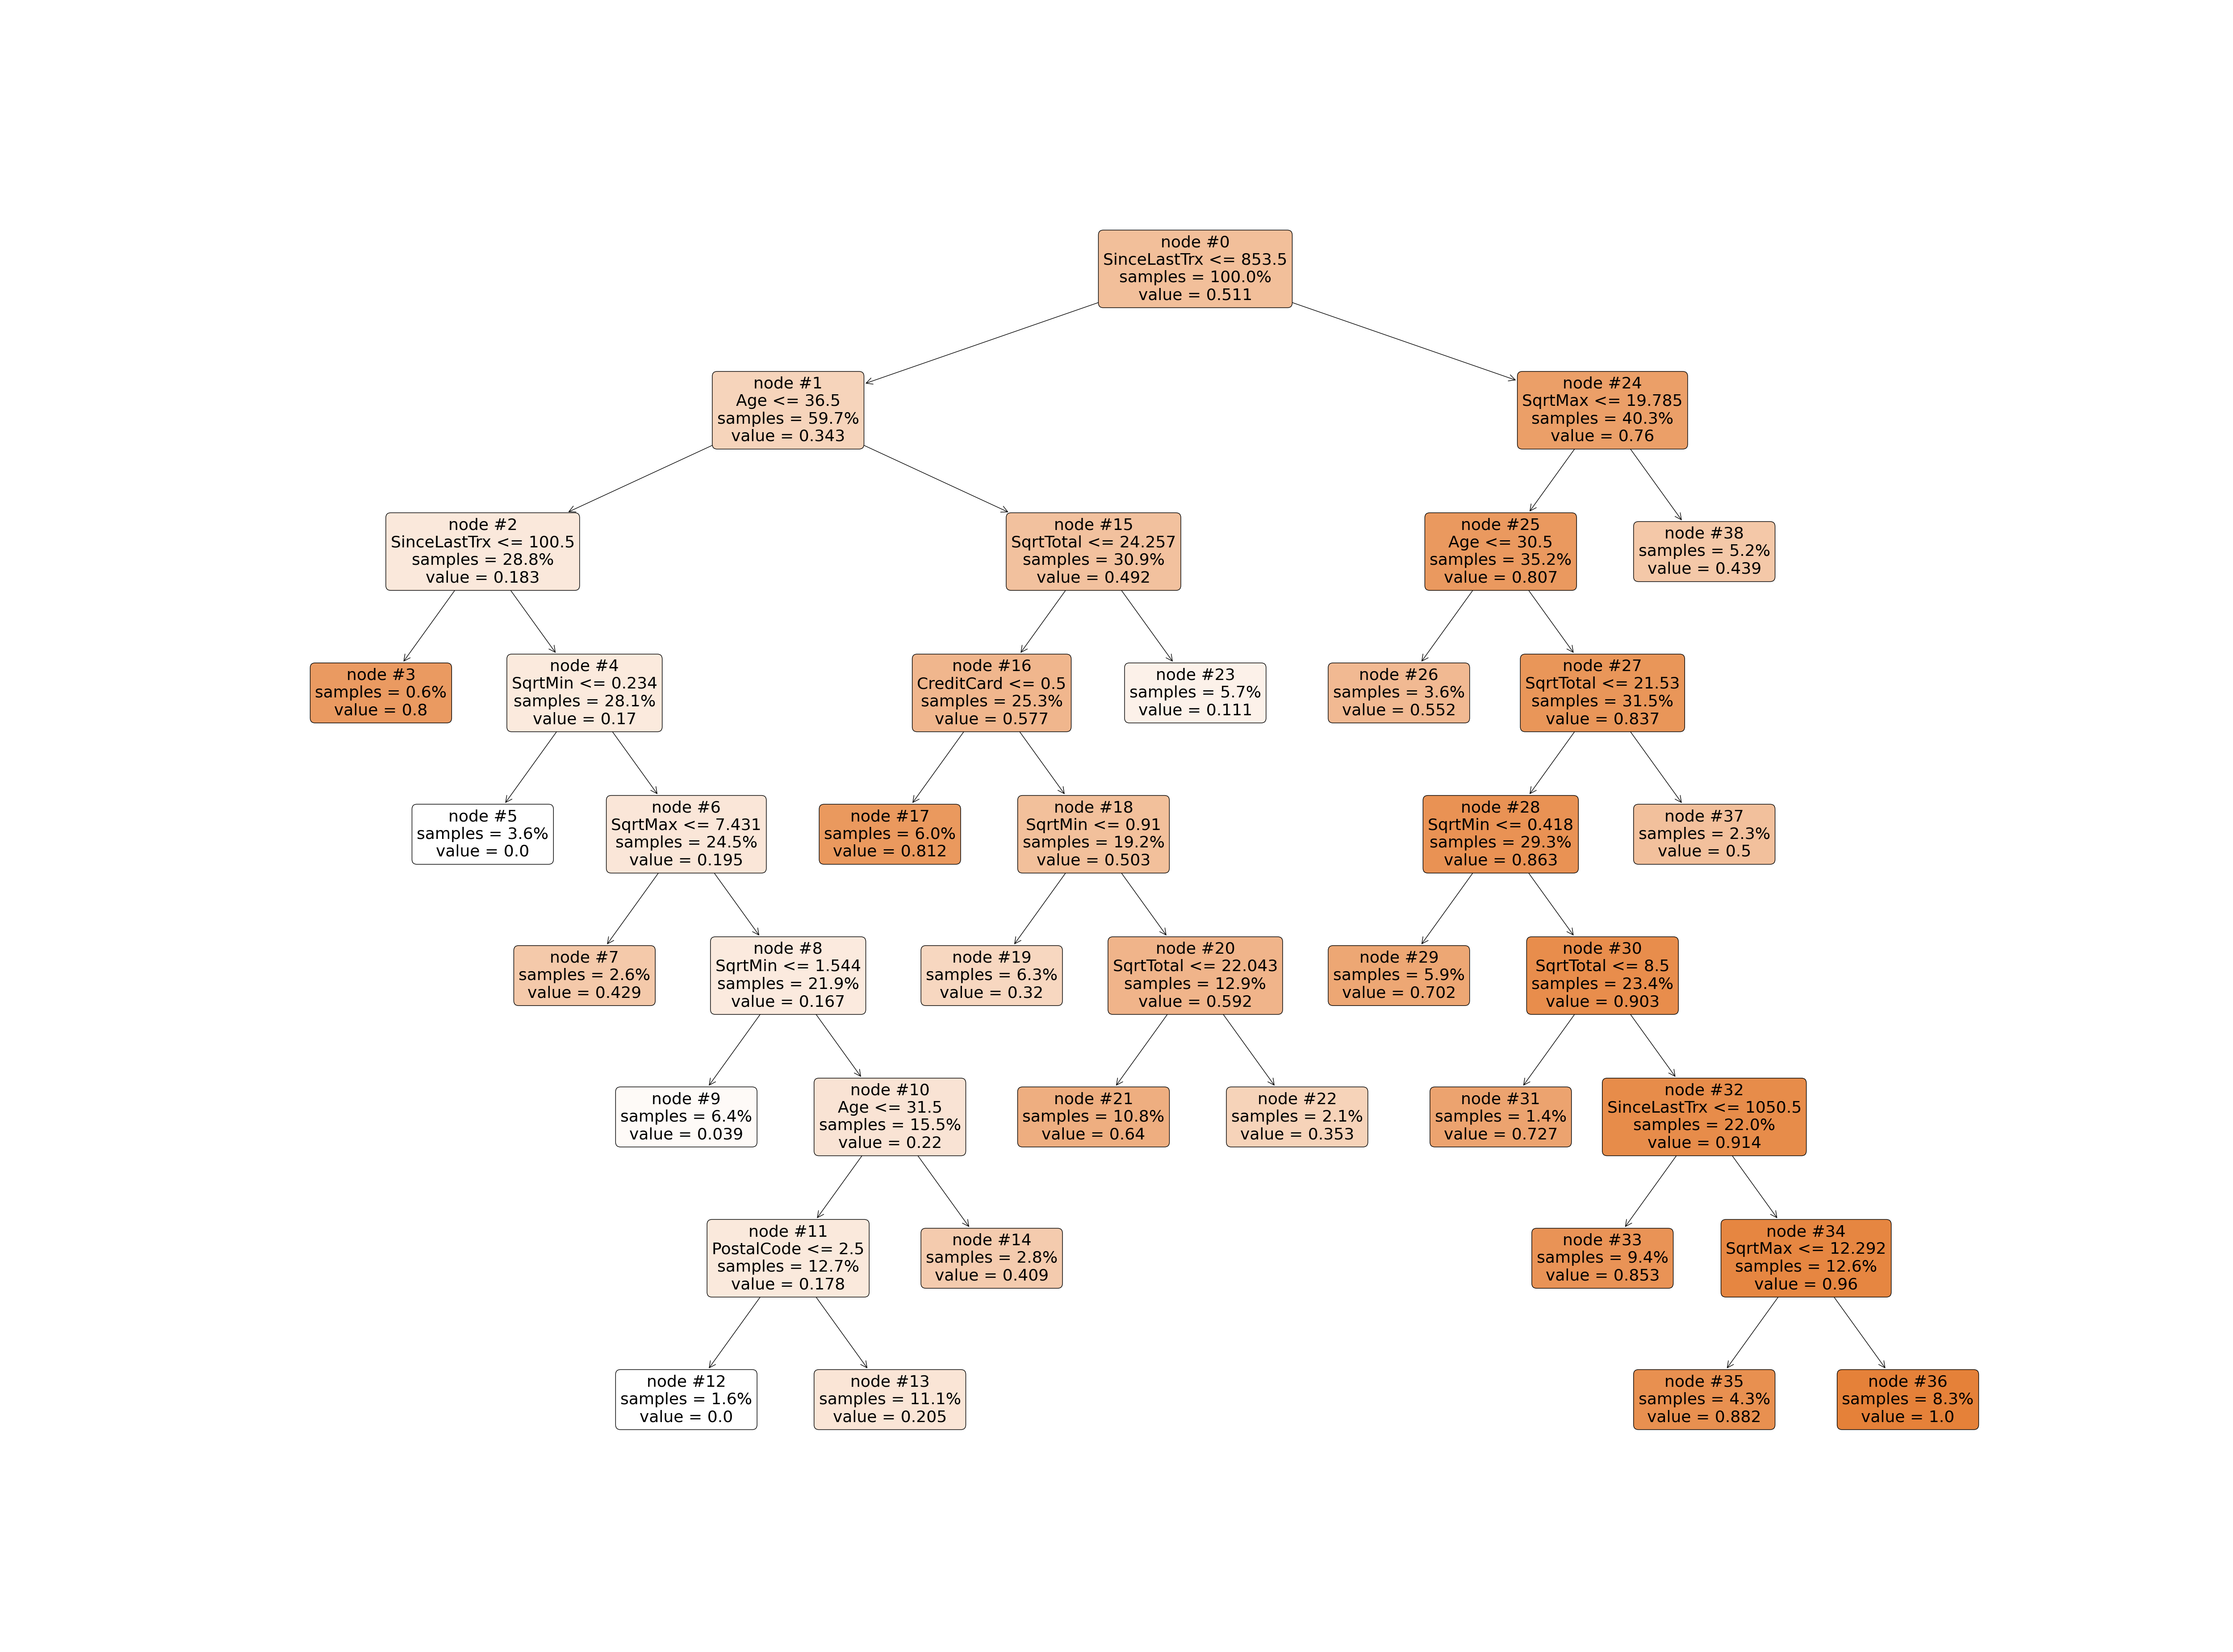 node #0
SinceLastTrx <= 853.5
samples = 100.0%
value = 0.511
node #1
Age <= 36.5
samples = 59.7%
value = 0.343
node #24
SqrtMax <= 19.785
samples = 40.3%
value = 0.76
node #2
SinceLastTrx <= 100.5
samples = 28.8%
value = 0.183
node #15
SqrtTotal <= 24.257
samples = 30.9%
value = 0.492
node #25
Age <= 30.5
samples = 35.2%
value = 0.807
node #38
samples = 5.2%
value = 0.439
node #3
samples = 0.6%
value = 0.8
node #4
SqrtMin <= 0.234
samples = 28.1%
value = 0.17
node #16
CreditCard <= 0.5
samples = 25.3%
value = 0.577
node #23
samples = 5.7%
value = 0.111
node #26
samples = 3.6%
value = 0.552
node #27
SqrtTotal <= 21.53
samples = 31.5%
value = 0.837
node #5
samples = 3.6%
value = 0.0
node #6
SqrtMax <= 7.431
samples = 24.5%
value = 0.195
node #17
samples = 6.0%
value = 0.812
node #18
SqrtMin <= 0.91
samples = 19.2%
value = 0.503
node #28
SqrtMin <= 0.418
samples = 29.3%
value = 0.863
node #37
samples = 2.3%
value = 0.5
node #7
samples = 2.6%
value = 0.429
node #8
SqrtMin <= 1.544
samples = 21.9%
value = 0.167
node #19
samples = 6.3%
value = 0.32
node #20
SqrtTotal <= 22.043
samples = 12.9%
value = 0.592
node #29
samples = 5.9%
value = 0.702
node #30
SqrtTotal <= 8.5
samples = 23.4%
value = 0.903
node #9
samples = 6.4%
value = 0.039
node #10
Age <= 31.5
samples = 15.5%
value = 0.22
node #21
samples = 10.8%
value = 0.64
node #22
samples = 2.1%
value = 0.353
node #31
samples = 1.4%
value = 0.727
node #32
SinceLastTrx <= 1050.5
samples = 22.0%
value = 0.914
node #11
PostalCode <= 2.5
samples = 12.7%
value = 0.178
node #14
samples = 2.8%
value = 0.409
node #33
samples = 9.4%
value = 0.853
node #34
SqrtMax <= 12.292
samples = 12.6%
value = 0.96
node #12
samples = 1.6%
value = 0.0
node #13
samples = 11.1%
value = 0.205
node #35
samples = 4.3%
value = 0.882
node #36
samples = 8.3%
value = 1.0